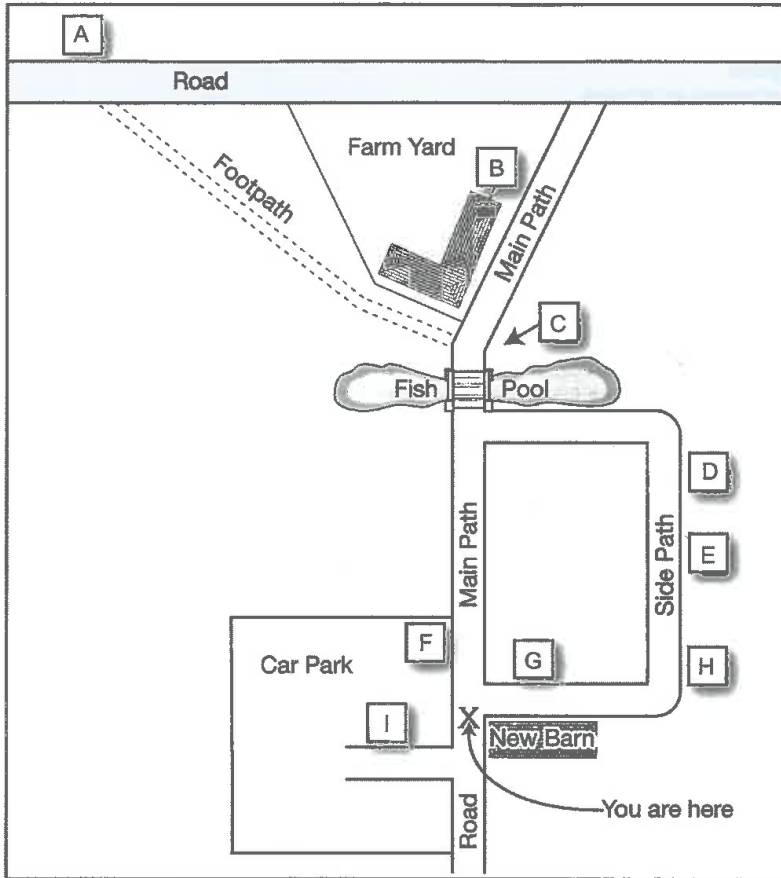 A
Road
Farm Yard
B
Footpath
Main Path
C
Fish Pool
D
Main Path
Side Path
E
F
G
H
Car Park
I
X
New Barn
You are here
Road